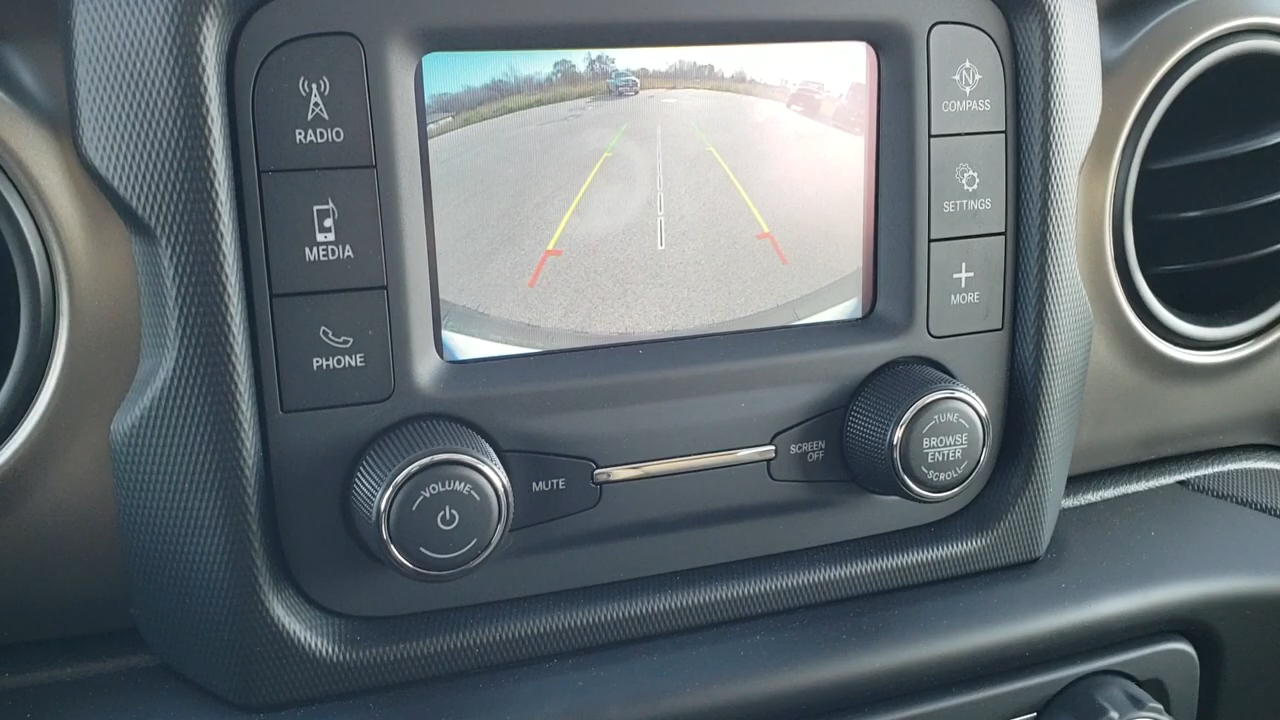 RADIO
MEDIA
PHONE
N
COMPASS
SETTINGS
MORE
VOLUME
MUTE
SCREEN
OFF
TUNE
BROWSE
ENTER
SCROLL